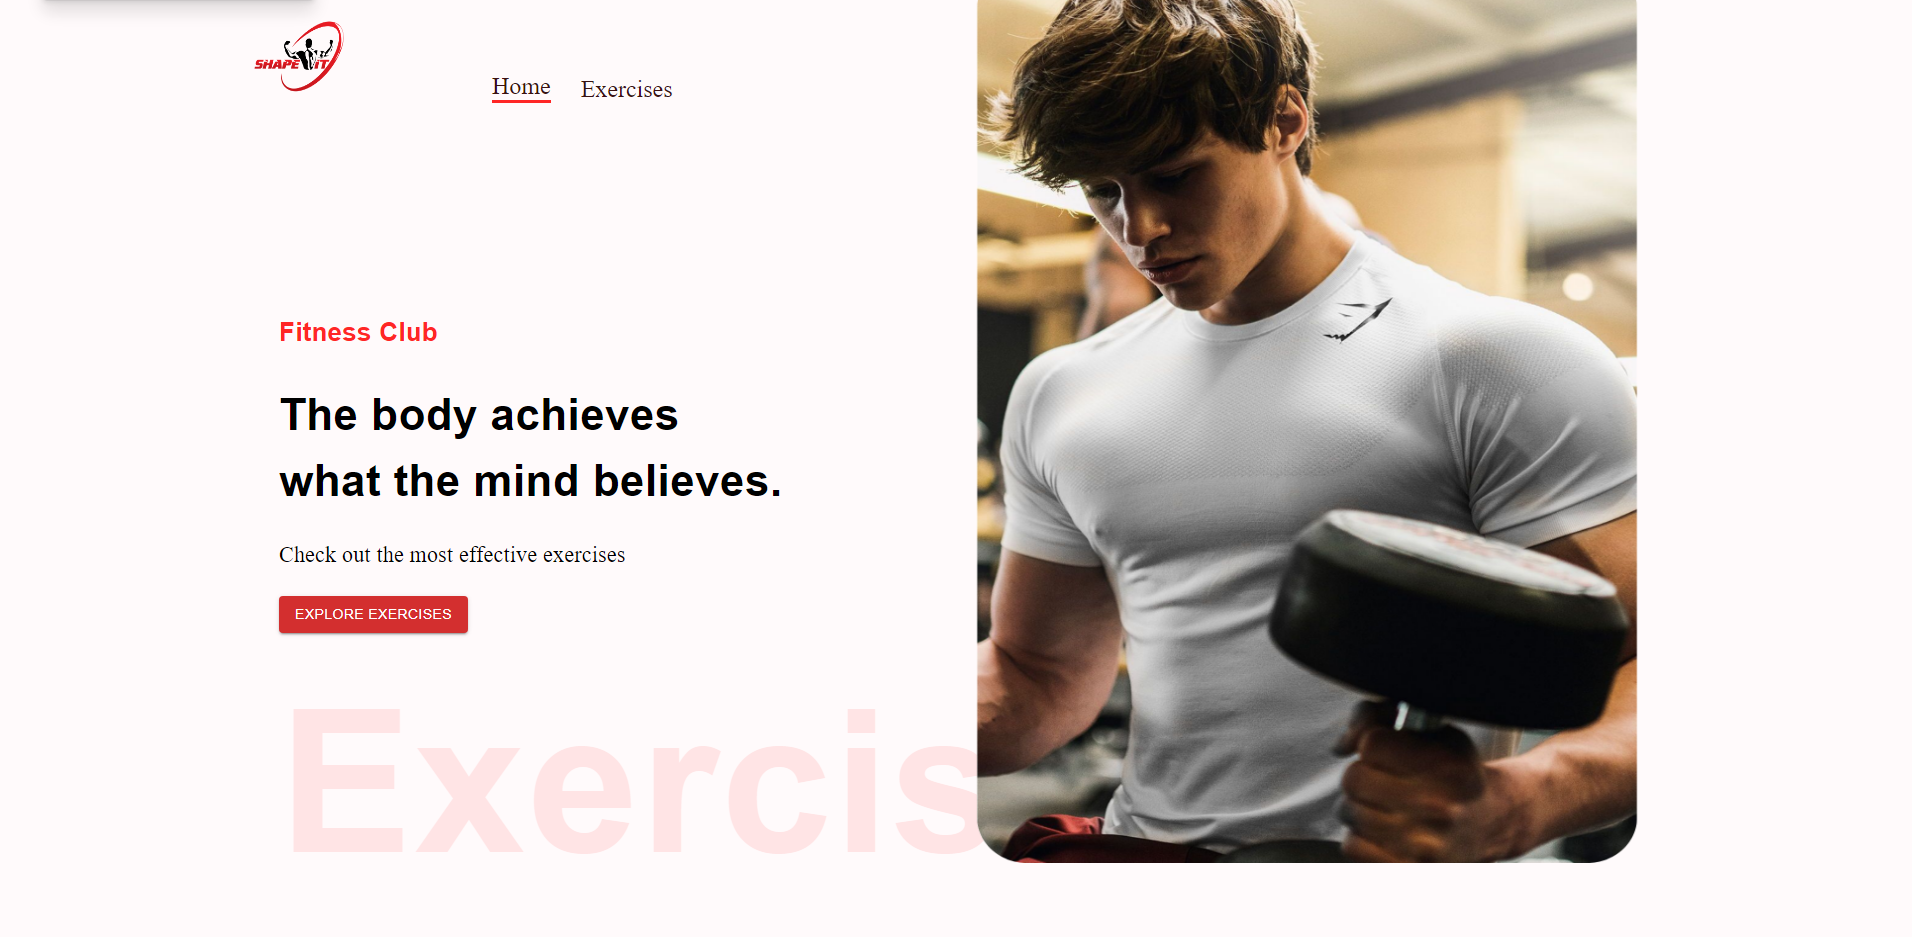 SHAPE IT
Home
Exercises
Fitness Club
The body achieves
what the mind believes.
Check out the most effective exercises
EXPLORE EXERCISES
Exercis